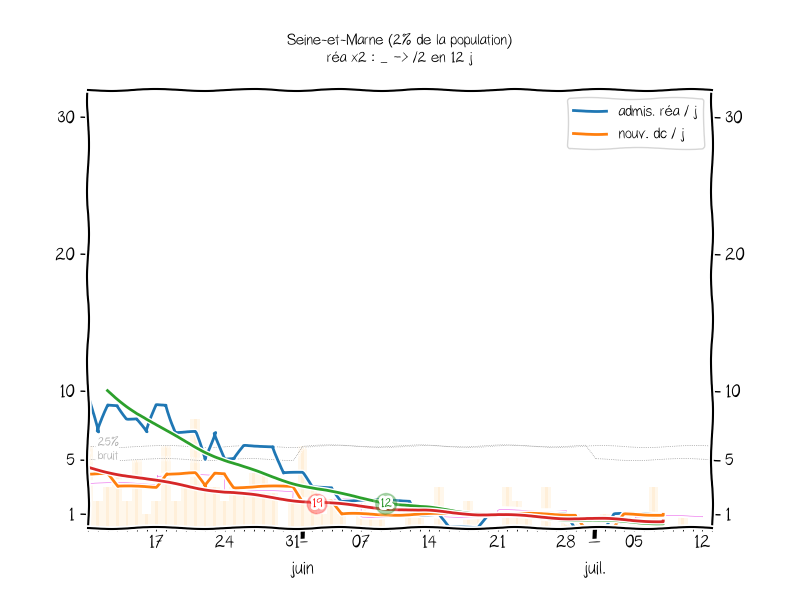 Seine-et-Marne (2% de la population)
réa x2 : _ -> /2 en 12 j
admis. réa / j
nouv. dc / j
30
30
20
20
10
10
25%
bruit
5
5
19
12
1
1
17 24 31 07 14 21 28 05 12
juin juil.